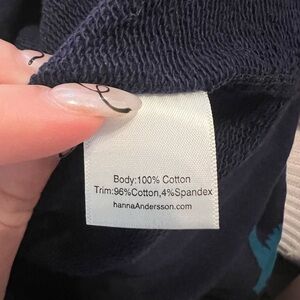 Body:100% Cotton
Trim:96%Cotton,4%Spandex
hannaAndersson.com